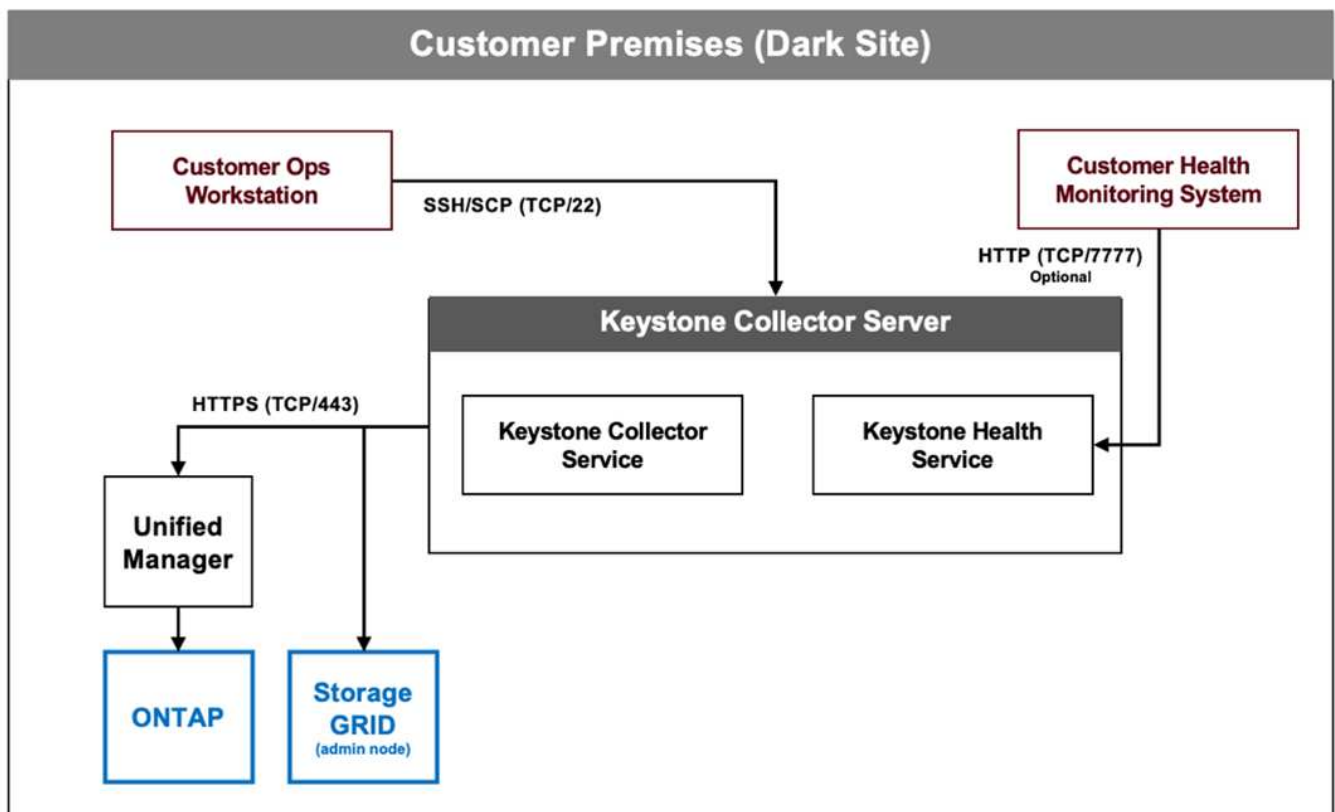 Customer Premises (Dark Site)
Customer Ops
Workstation
Customer Health
Monitoring System
SSH/SCP (TCP/22)
HTTP (TCP/7777)
Optional
Keystone Collector Server
HTTPS (TCP/443)
Keystone Collector
Service
Keystone Health
Service
Unified
Manager
ONTAP
Storage
GRID
(admin node)